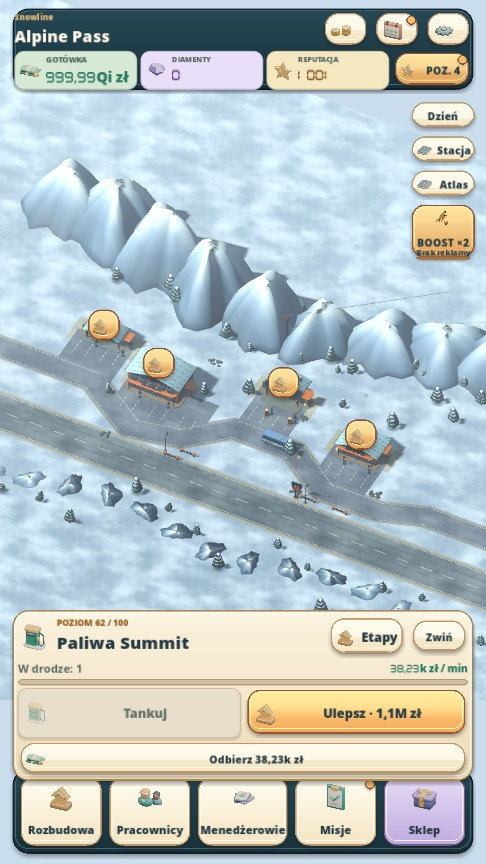 Snowline
Alpine Pass
GOTÓWKA
999,99Qi zł
DIAMENTY
0
REPUTACJA
POZ. 4
Dzień
Stacja
Atlas
BOOST ×2
Brak reklamy
POZIOM 62 / 100
Paliwa Summit
Etapy
Zwiń
W drodze: 1
38,23k zł / min
Tankuj
Ulepsz · 1,1M zł
Odbierz 38,23k zł
Rozbudowa
Pracownicy
Menedżerowie
Misje
Sklep